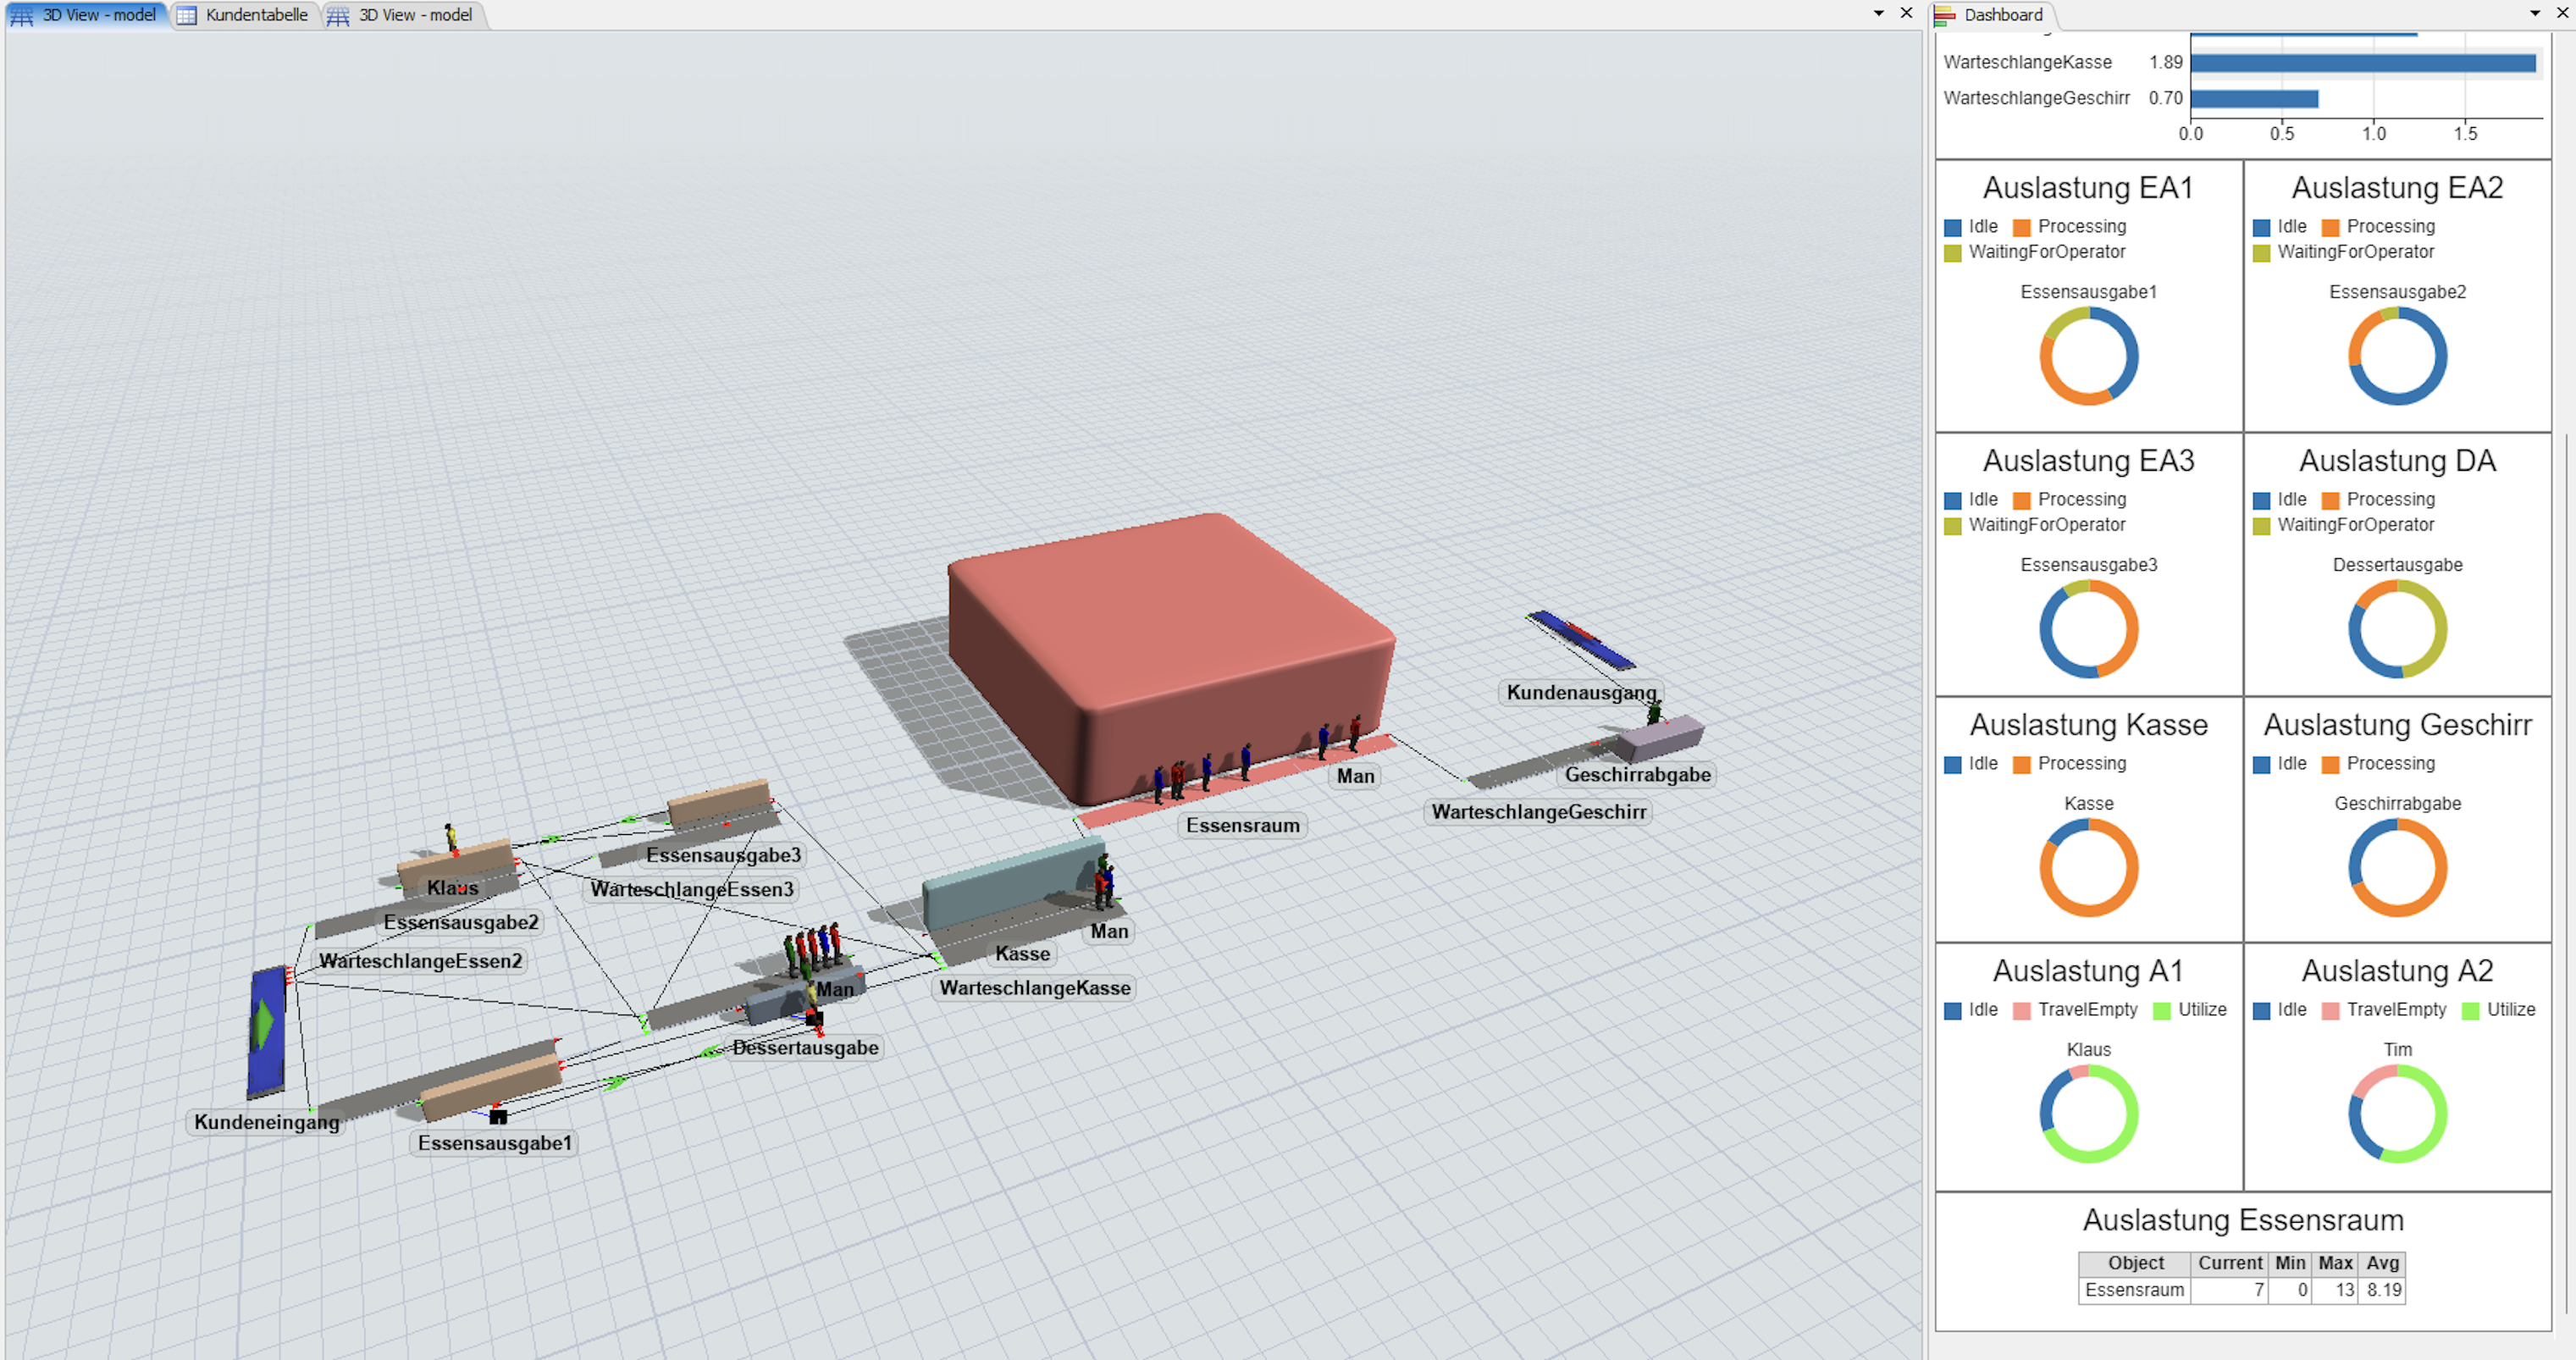 3D View - model
Kundentabelle
3D View - model
Dashboard
WarteschlangeKasse 1.89
WarteschlangeGeschirr 0.70
0.0 0.5 1.0 1.5
Auslastung EA1
Idle Processing
WaitingForOperator
Essensausgabe1
Auslastung EA2
Idle Processing
WaitingForOperator
Essensausgabe2
Auslastung EA3
Idle Processing
WaitingForOperator
Essensausgabe3
Auslastung DA
Idle Processing
WaitingForOperator
Dessertausgabe
Auslastung Kasse
Idle Processing
Kasse
Auslastung Geschirr
Idle Processing
Geschirrabgabe
Auslastung A1
Idle TravelEmpty Utilize
Klaus
Auslastung A2
Idle TravelEmpty Utilize
Tim
Auslastung Essensraum
Object Current Min Max Avg
Essensraum 7 0 13 8.19
Kundenausgang
Geschirrabgabe
Man
WarteschlangeGeschirr
Essensraum
Essensausgabe3
Klaus
WarteschlangeEssen3
Essensausgabe2
Man
Kasse
WarteschlangeEssen2
Man
WarteschlangeKasse
Dessertausgabe
Kundeneingang
Essensausgabe1